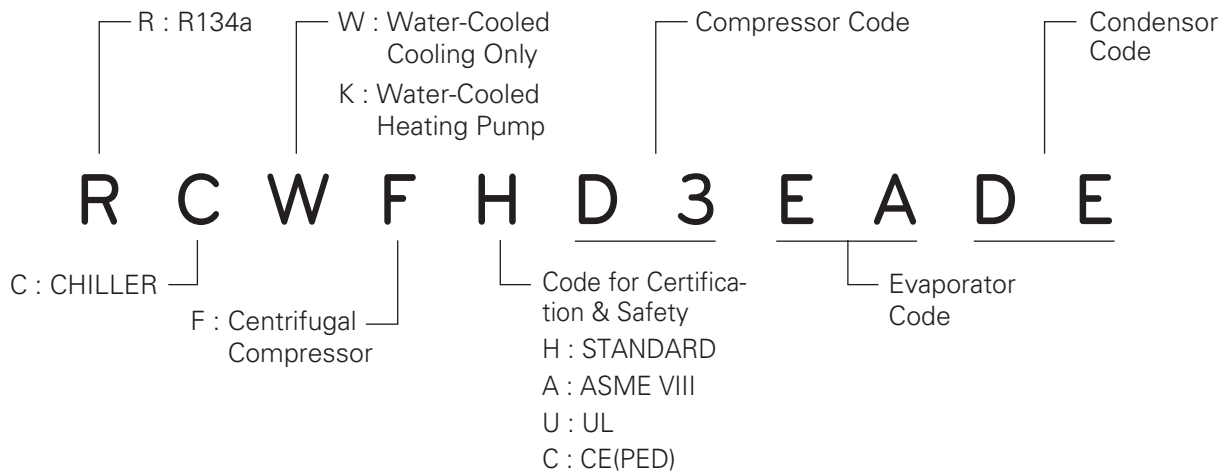 R : R134a
W : Water-Cooled
Cooling Only
K : Water-Cooled
Heating Pump
Compressor Code
Condensor
Code
R C W F H D 3 E A D E
C : CHILLER
F : Centrifugal
Compressor
Code for Certifica-
tion & Safety
H : STANDARD
A : ASME VIII
U : UL
C : CE(PED)
Evaporator
Code